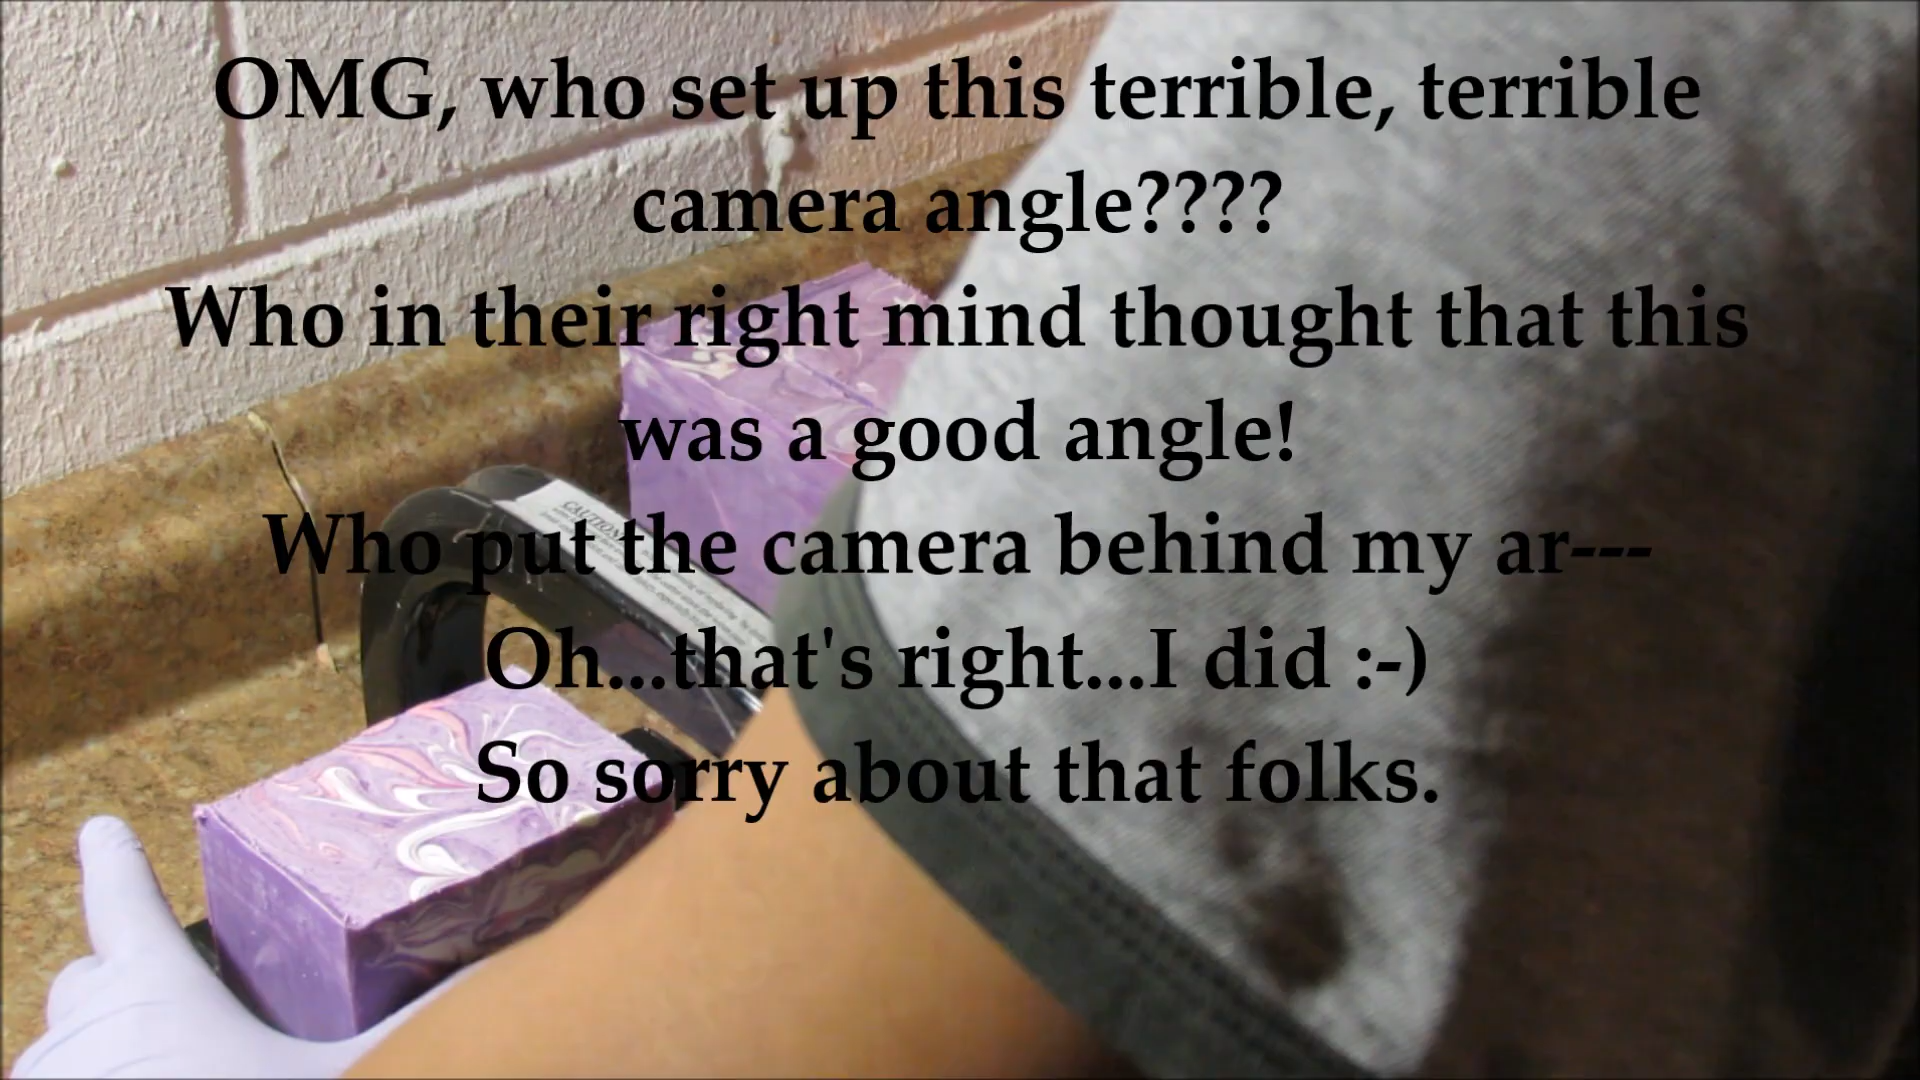 OMG, who set up this terrible, terrible
camera angle????
Who in their right mind thought that this
was a good angle!
Who put the camera behind my ar---
Oh...that's right...I did :-)
So sorry about that folks.
CAUTION